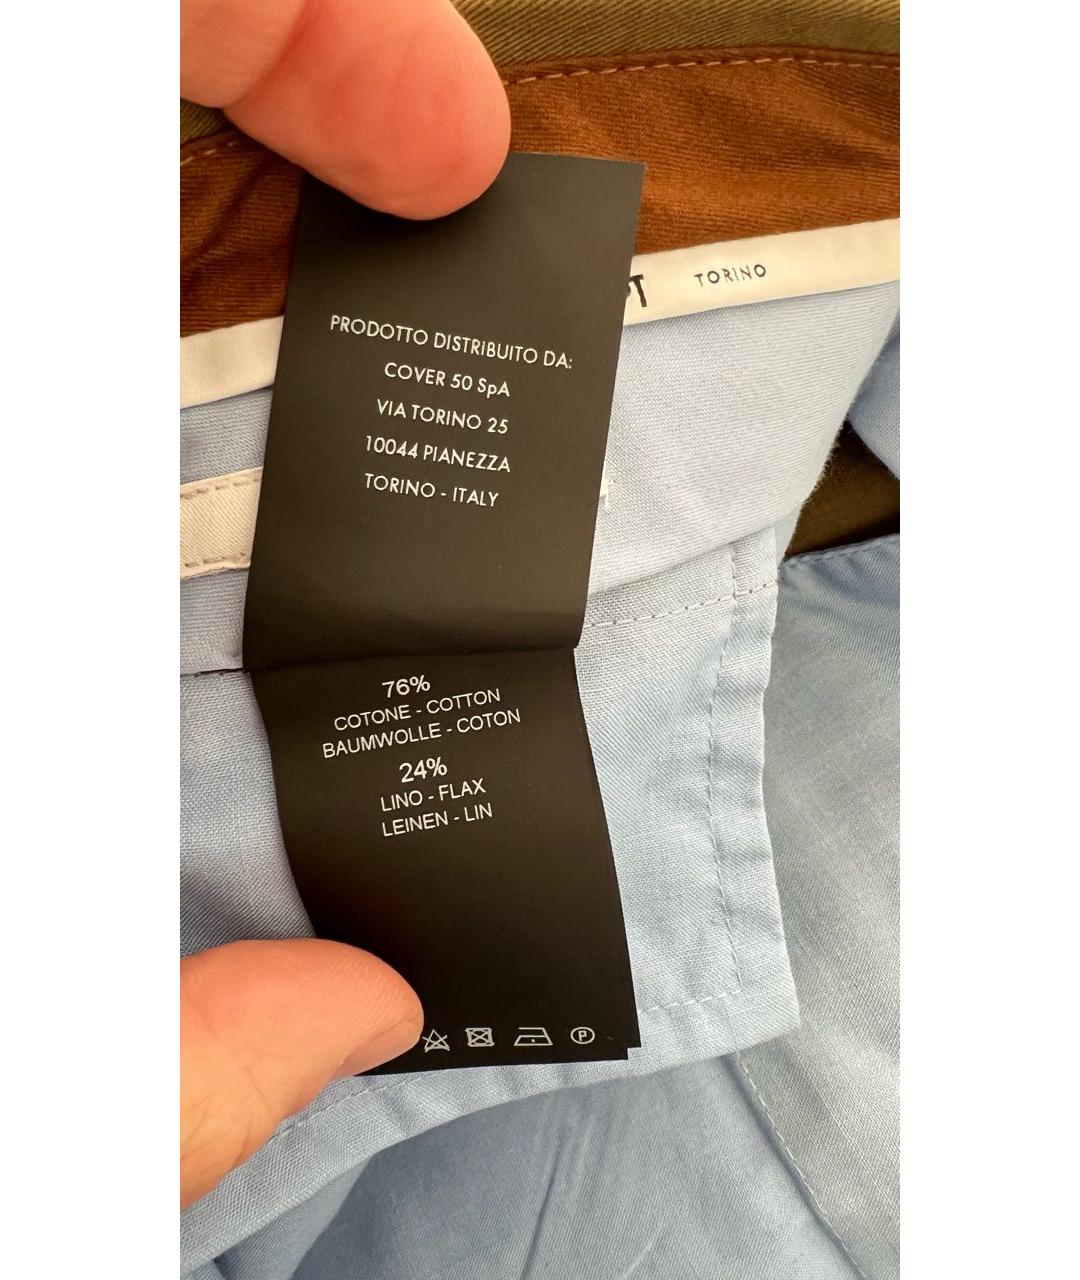 PT TORINO
PRODOTTO DISTRIBUITO DA:
COVER 50 SpA
VIA TORINO 25
10044 PIANEZZA
TORINO - ITALY
76%
COTONE - COTTON
BAUMWOLLE - COTON
24%
LINO - FLAX
LEINEN - LIN
P